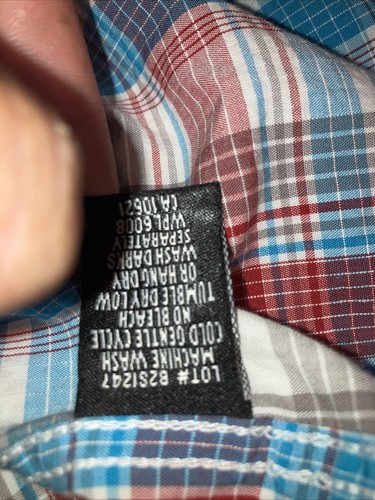 LOT# B2S1247
MACHINE WASH
COLD GENTLE CYCLE
NO BLEACH
TUMBLE DRY LOW
OR HANG DRY
WASH DARKS
SEPARATELY
WPL 6008
CA 10621